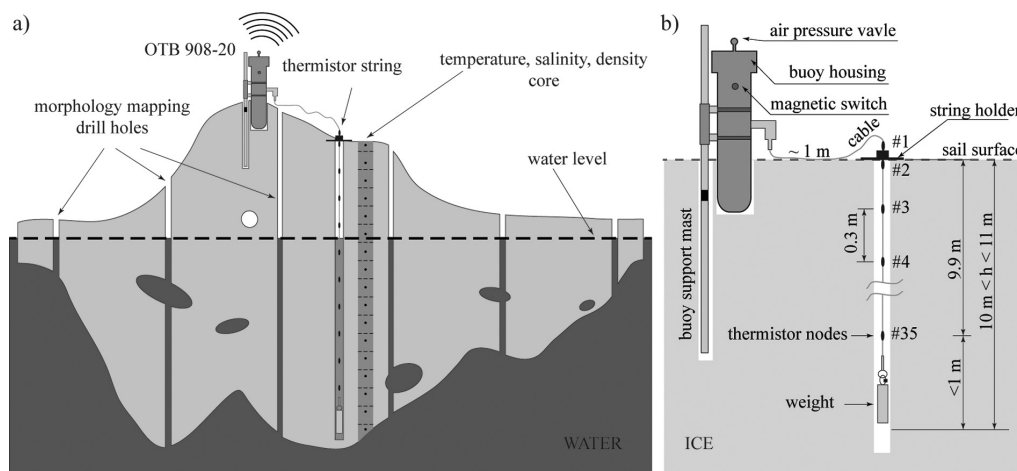 a)
OTB 908-20
thermistor string
temperature, salinity, density
core
morphology mapping
drill holes
water level
WATER
b)
air pressure vavle
buoy housing
magnetic switch
string holder
cable
#1
sail surface
~ 1 m
#2
#3
0.3 m
#4
9.9 m
10 m < h < 11 m
buoy support mast
thermistor nodes
#35
<1 m
weight
ICE